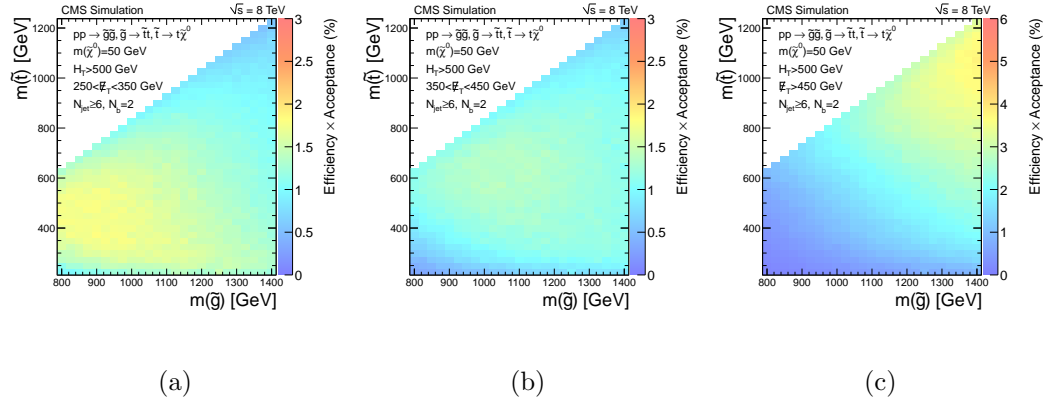 CMS Simulation √s = 8 TeV
pp → g̃g̃, g̃ → t̃t, t̃ → tχ̃⁰
m(χ̃⁰)=50 GeV
H_T>500 GeV
250<E̸_T<350 GeV
N_jet≥6, N_b=2
m(t̃) [GeV]
1200
1000
800
600
400
800 900 1000 1100 1200 1300 1400
m(g̃) [GeV]
3
2.5
2
1.5
1
0.5
0
Efficiency × Acceptance (%)
(a)
CMS Simulation √s = 8 TeV
pp → g̃g̃, g̃ → t̃t, t̃ → tχ̃⁰
m(χ̃⁰)=50 GeV
H_T>500 GeV
350<E̸_T<450 GeV
N_jet≥6, N_b=2
m(t̃) [GeV]
1200
1000
800
600
400
800 900 1000 1100 1200 1300 1400
m(g̃) [GeV]
3
2.5
2
1.5
1
0.5
0
Efficiency × Acceptance (%)
(b)
CMS Simulation √s = 8 TeV
pp → g̃g̃, g̃ → t̃t, t̃ → tχ̃⁰
m(χ̃⁰)=50 GeV
H_T>500 GeV
E̸_T>450 GeV
N_jet≥6, N_b=2
m(t̃) [GeV]
1200
1000
800
600
400
800 900 1000 1100 1200 1300 1400
m(g̃) [GeV]
6
5
4
3
2
1
0
Efficiency × Acceptance (%)
(c)